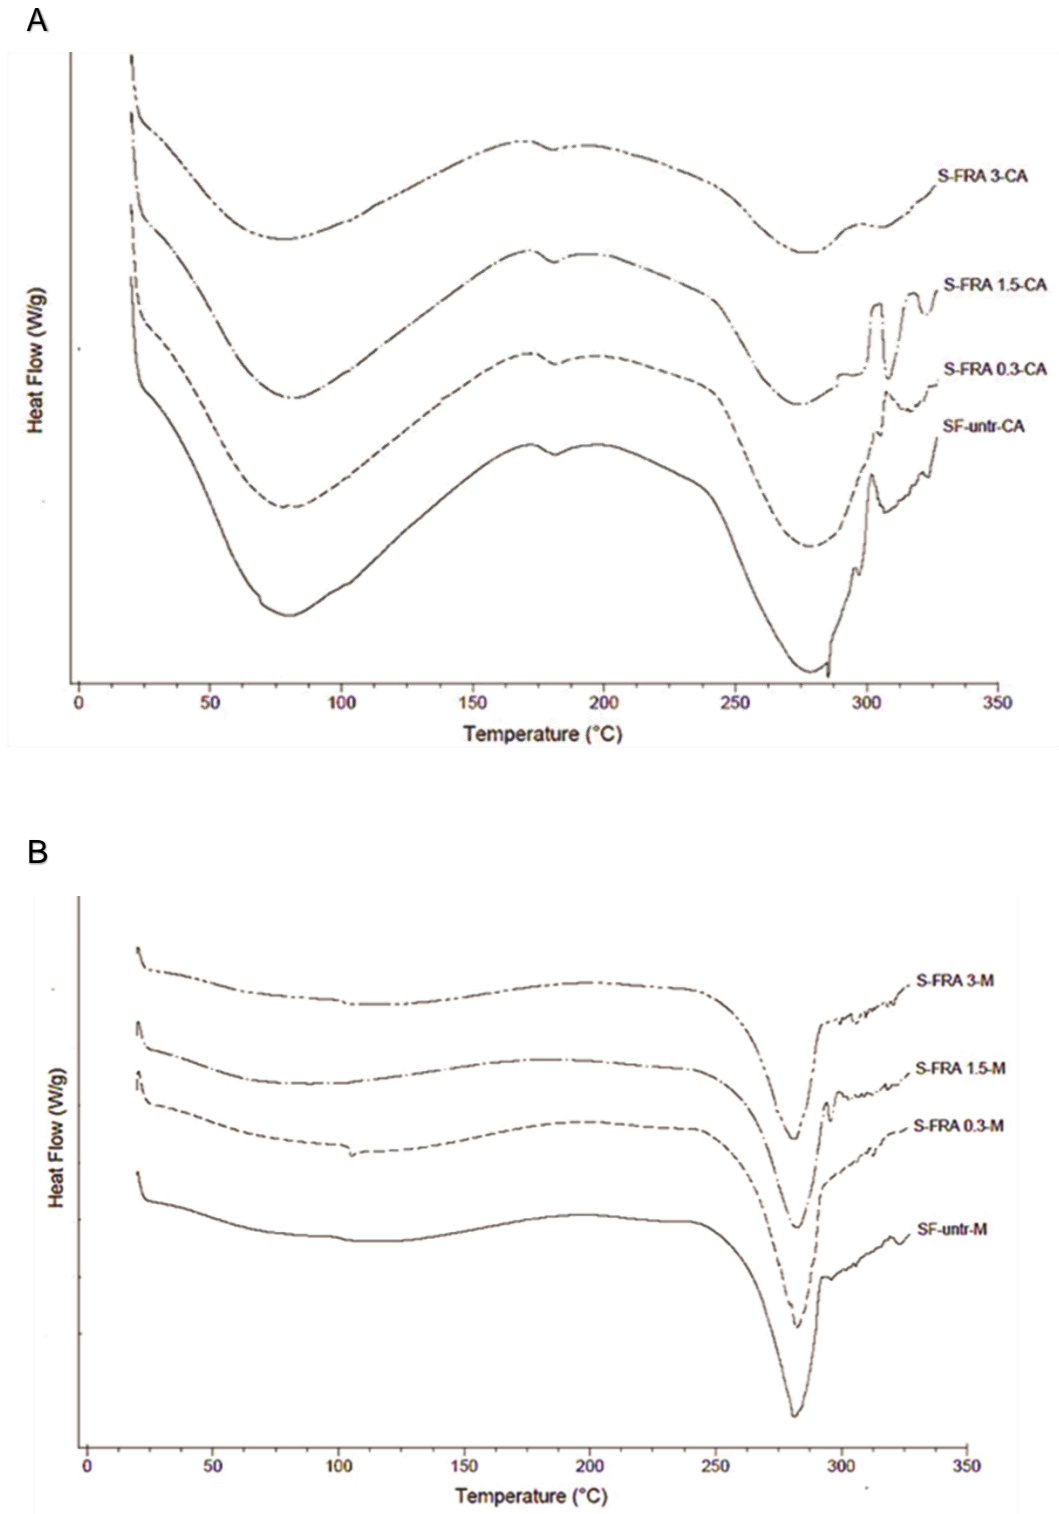 A
S-FRA 3-CA
S-FRA 1.5-CA
S-FRA 0.3-CA
SF-untr-CA
Heat Flow (W/g)
0 50 100 150 200 250 300 350
Temperature (°C)
B
S-FRA 3-M
S-FRA 1.5-M
S-FRA 0.3-M
SF-untr-M
Heat Flow (W/g)
0 50 100 150 200 250 300 350
Temperature (°C)